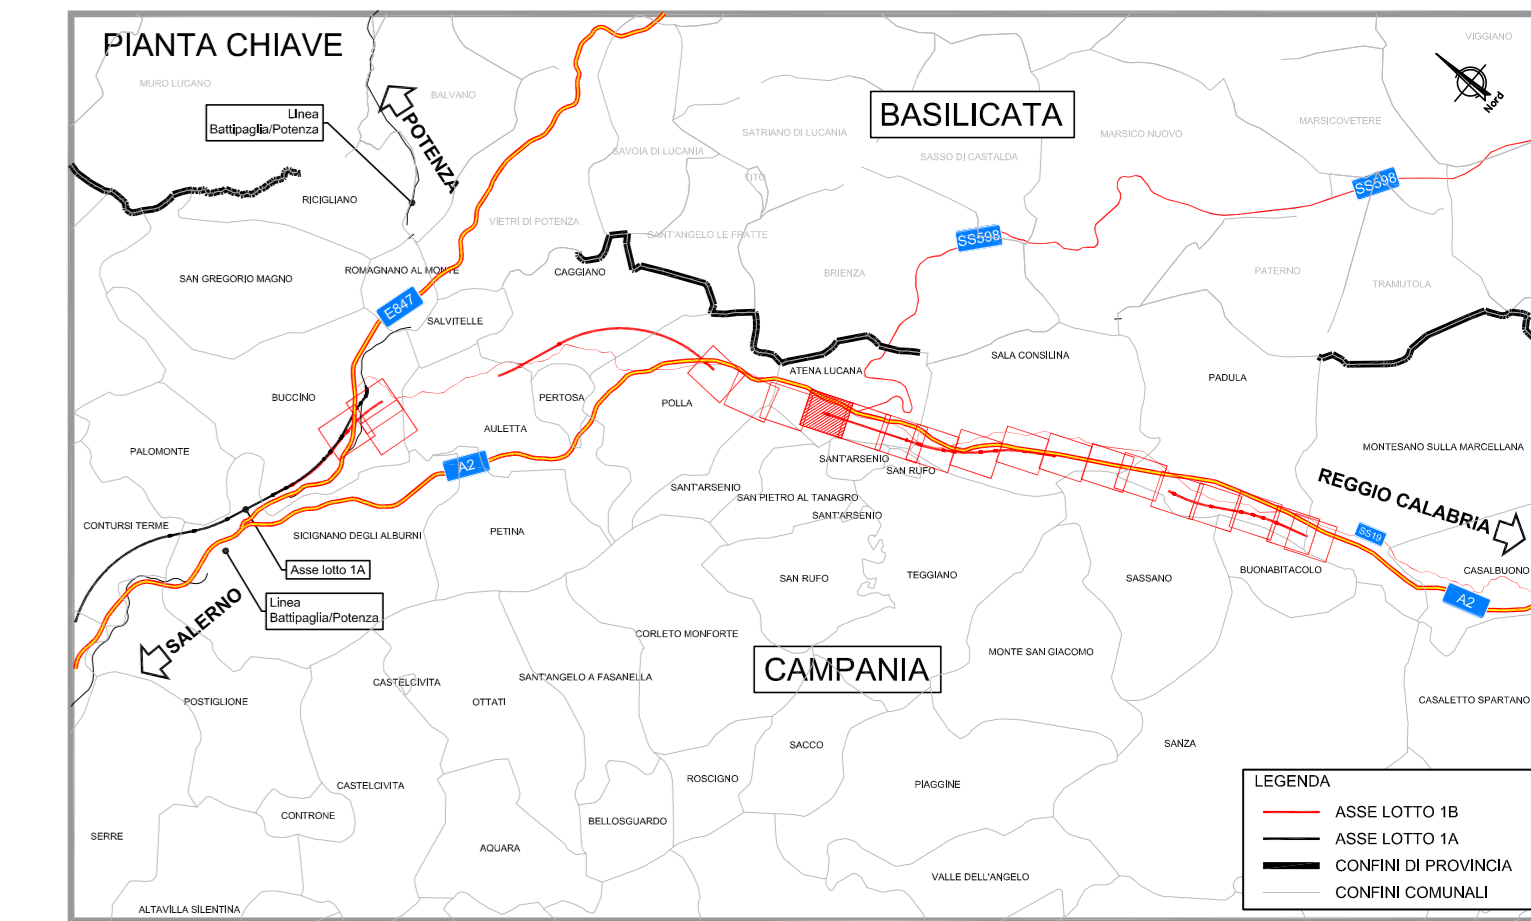 PIANTA CHIAVE
VIGGIANO
MURO LUCANO
BALVANO
Nord
BASILICATA
Linea
Battipaglia/Potenza
POTENZA
SATRIANO DI LUCANIA
MARSICO NUOVO
MARSICOVETERE
SAVOIA DI LUCANIA
SASSO DI CASTALDA
TITO
SS598
RICIGLIANO
VIETRI DI POTENZA
SANT'ANGELO LE FRATTE
SS598
SAN GREGORIO MAGNO
ROMAGNANO AL MONTE
CAGGIANO
BRIENZA
PATERNO
TRAMUTOLA
E847
SALVITELLE
SALA CONSILINA
ATENA LUCANA
PADULA
BUCCINO
PERTOSA
POLLA
AULETTA
PALOMONTE
A2
SANT'ARSENIO
SAN RUFO
MONTESANO SULLA MARCELLANA
SANT'ARSENIO
SAN PIETRO AL TANAGRO
SANT'ARSENIO
REGGIO CALABRIA
CONTURSI TERME
SICIGNANO DEGLI ALBURNI
PETINA
SS19
Asse lotto 1A
SAN RUFO
TEGGIANO
SASSANO
BUONABITACOLO
CASALBUONO
A2
Linea
Battipaglia/Potenza
SALERNO
CORLETO MONFORTE
MONTE SAN GIACOMO
CAMPANIA
CASTELCIVITA
SANT'ANGELO A FASANELLA
POSTIGLIONE
OTTATI
CASALETTO SPARTANO
SACCO
SANZA
ROSCIGNO
PIAGGINE
CASTELCIVITA
CONTRONE
BELLOSGUARDO
SERRE
AQUARA
VALLE DELL'ANGELO
ALTAVILLA SILENTINA
LEGENDA
ASSE LOTTO 1B
ASSE LOTTO 1A
CONFINI DI PROVINCIA
CONFINI COMUNALI